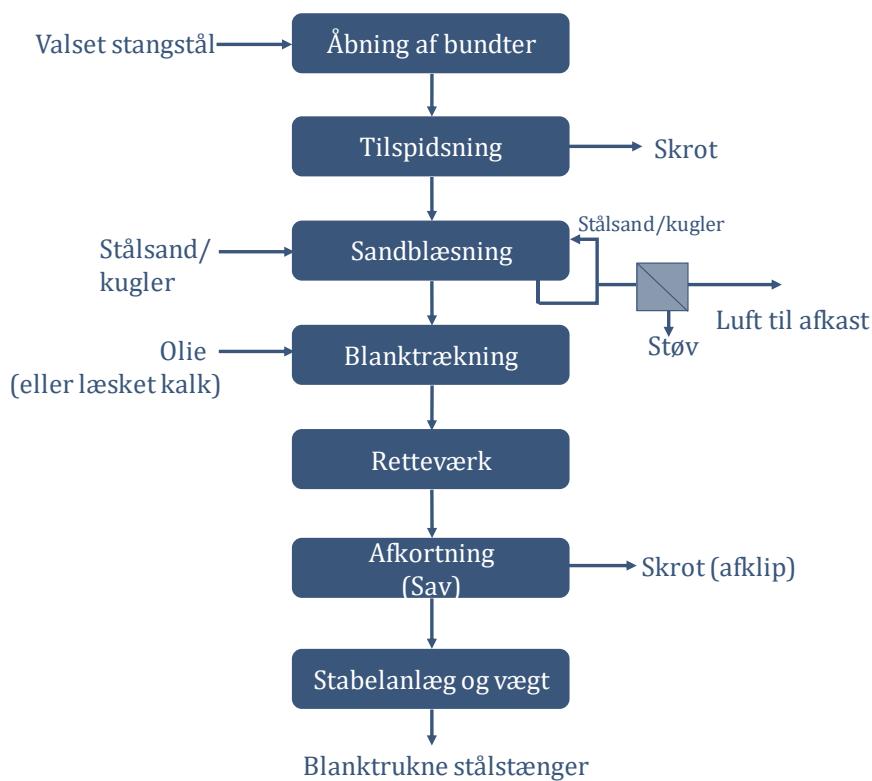 Valset stangstål
Åbning af bundter
Tilspidsning
Skrot
Stålsand/kugler
Stålsand/
kugler
Sandblæsning
Luft til afkast
Støv
Olie
(eller læsket kalk)
Blanktrækning
Retteværk
Afkortning
(Sav)
Skrot (afklip)
Stabelanlæg og vægt
Blanktrukne stålstænger